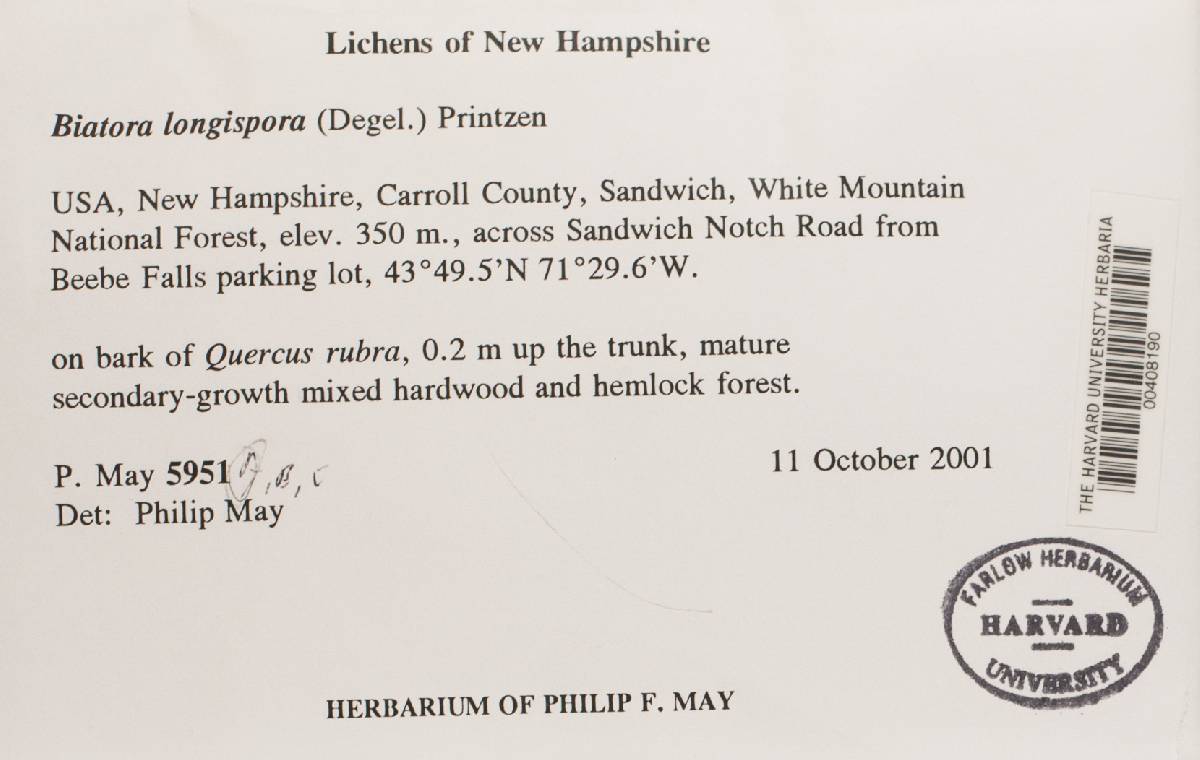 Lichens of New Hampshire
Biatora longispora (Degel.) Printzen
USA, New Hampshire, Carroll County, Sandwich, White Mountain
National Forest, elev. 350 m., across Sandwich Notch Road from
Beebe Falls parking lot, 43°49.5'N 71°29.6'W.
on bark of Quercus rubra, 0.2 m up the trunk, mature
secondary-growth mixed hardwood and hemlock forest.
P. May 5951 A, B, C
11 October 2001
Det: Philip May
THE HARVARD UNIVERSITY HERBARIA
00408190
FARLOW HERBARIUM
HARVARD
UNIVERSITY
HERBARIUM OF PHILIP F. MAY